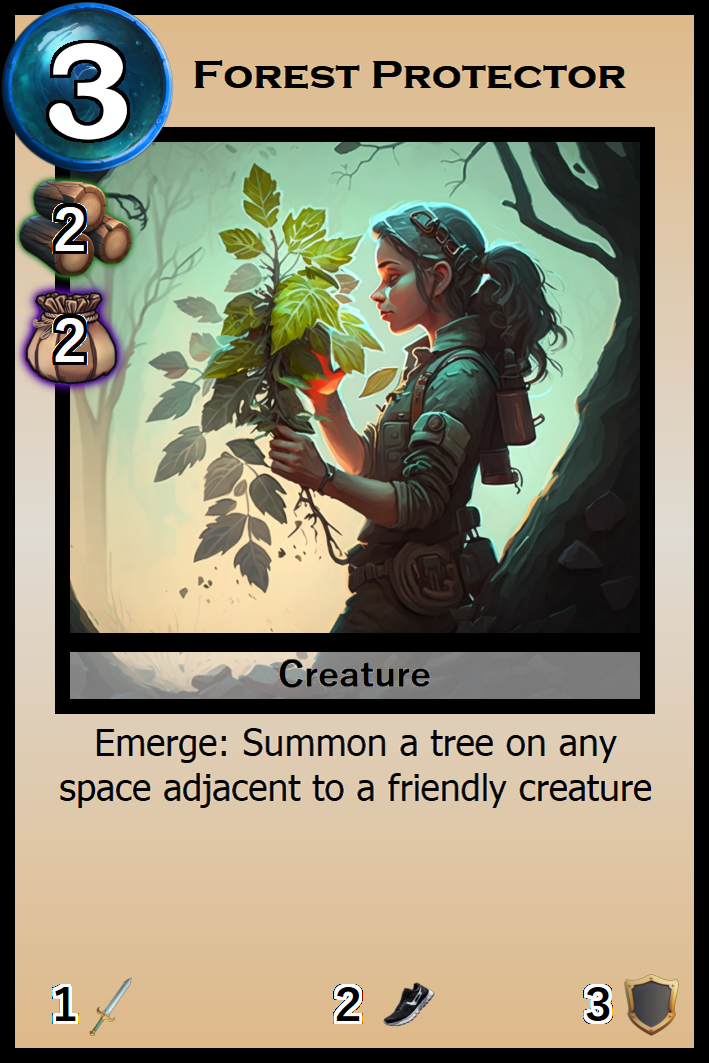 3
Forest Protector
2
2
Creature
Emerge: Summon a tree on any
space adjacent to a friendly creature
1 2 3